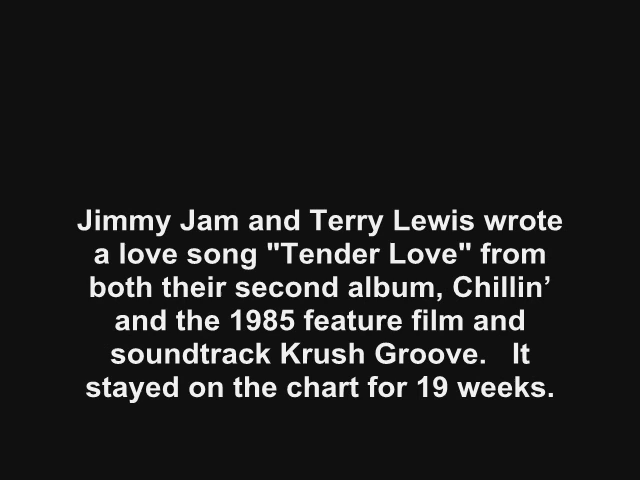 Jimmy Jam and Terry Lewis wrote
a love song "Tender Love" from
both their second album, Chillin’
and the 1985 feature film and
soundtrack Krush Groove.   It
stayed on the chart for 19 weeks.